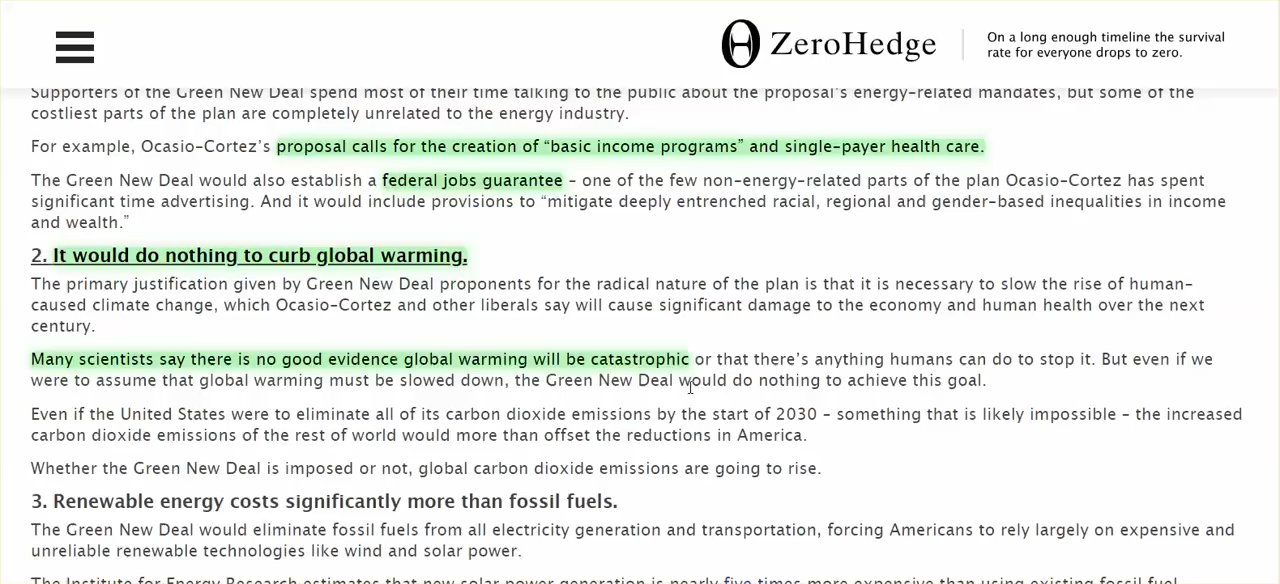 ZeroHedge
On a long enough timeline the survival
rate for everyone drops to zero.
Supporters of the Green New Deal spend most of their time talking to the public about the proposal's energy-related mandates, but some of the
costliest parts of the plan are completely unrelated to the energy industry.
For example, Ocasio-Cortez's proposal calls for the creation of “basic income programs” and single-payer health care.
The Green New Deal would also establish a federal jobs guarantee – one of the few non-energy-related parts of the plan Ocasio-Cortez has spent
significant time advertising. And it would include provisions to “mitigate deeply entrenched racial, regional and gender-based inequalities in income
and wealth.”
2. It would do nothing to curb global warming.
The primary justification given by Green New Deal proponents for the radical nature of the plan is that it is necessary to slow the rise of human-
caused climate change, which Ocasio-Cortez and other liberals say will cause significant damage to the economy and human health over the next
century.
Many scientists say there is no good evidence global warming will be catastrophic or that there's anything humans can do to stop it. But even if we
were to assume that global warming must be slowed down, the Green New Deal would do nothing to achieve this goal.
Even if the United States were to eliminate all of its carbon dioxide emissions by the start of 2030 – something that is likely impossible – the increased
carbon dioxide emissions of the rest of world would more than offset the reductions in America.
Whether the Green New Deal is imposed or not, global carbon dioxide emissions are going to rise.
3. Renewable energy costs significantly more than fossil fuels.
The Green New Deal would eliminate fossil fuels from all electricity generation and transportation, forcing Americans to rely largely on expensive and
unreliable renewable technologies like wind and solar power.
The Institute for Energy Research estimates that new solar power generation is nearly five times more expensive than using existing fossil fuel